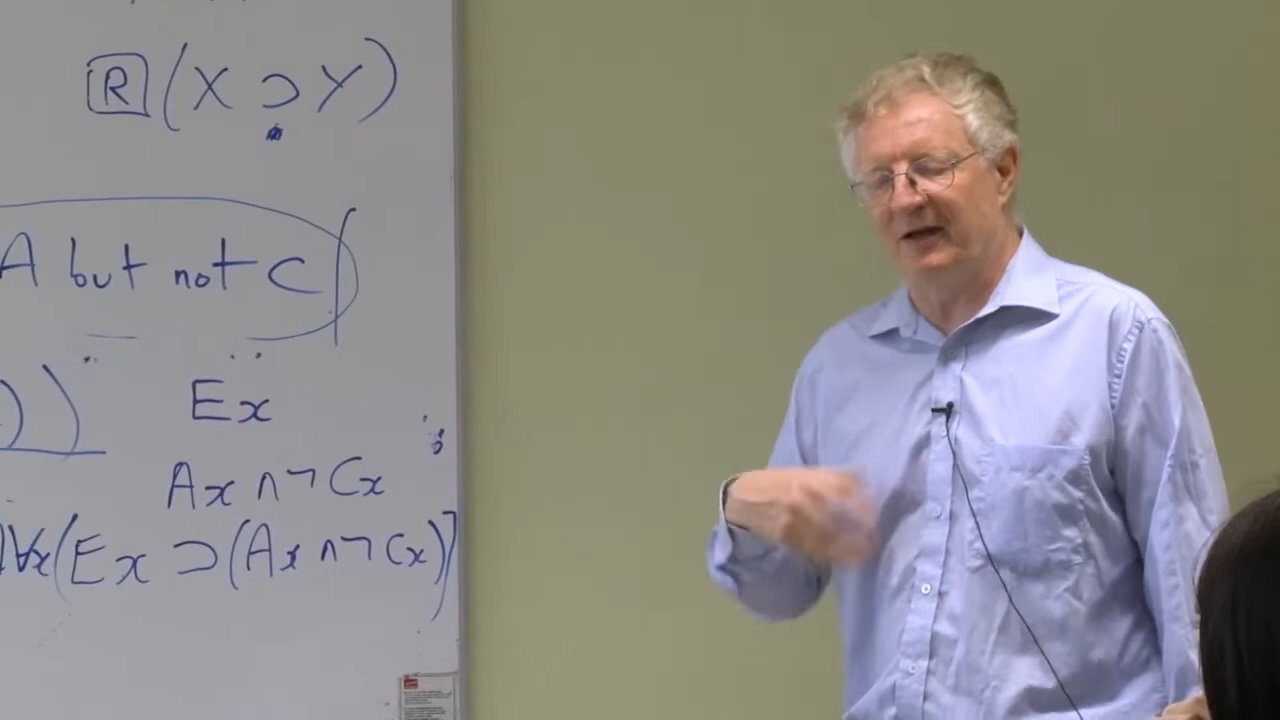 R (X ⊃ Y)
A but not C
) ) Ex
Ax ∧ ¬ Cx
∀x(Ex ⊃ (Ax ∧ ¬ Cx)]